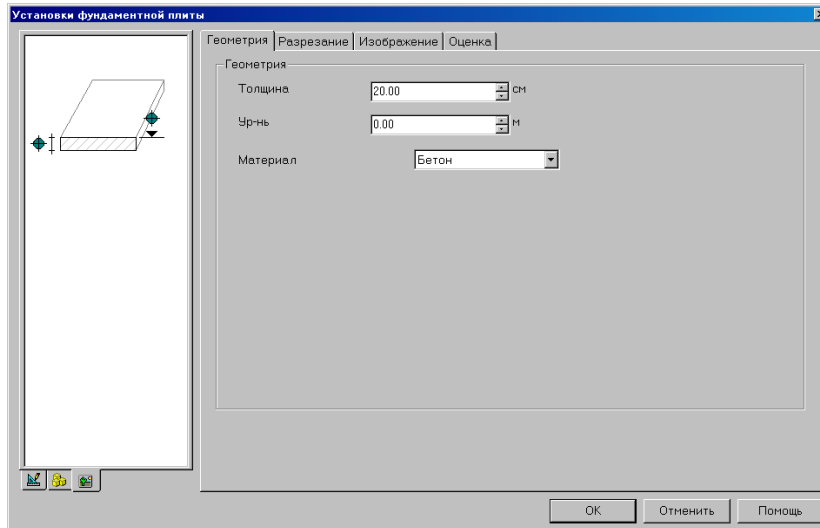 Установки фундаментной плиты
Геометрия Разрезание Изображение Оценка
Геометрия
Толщина 20.00 см
Ур-нь 0.00 м
Материал Бетон
OK Отменить Помощь